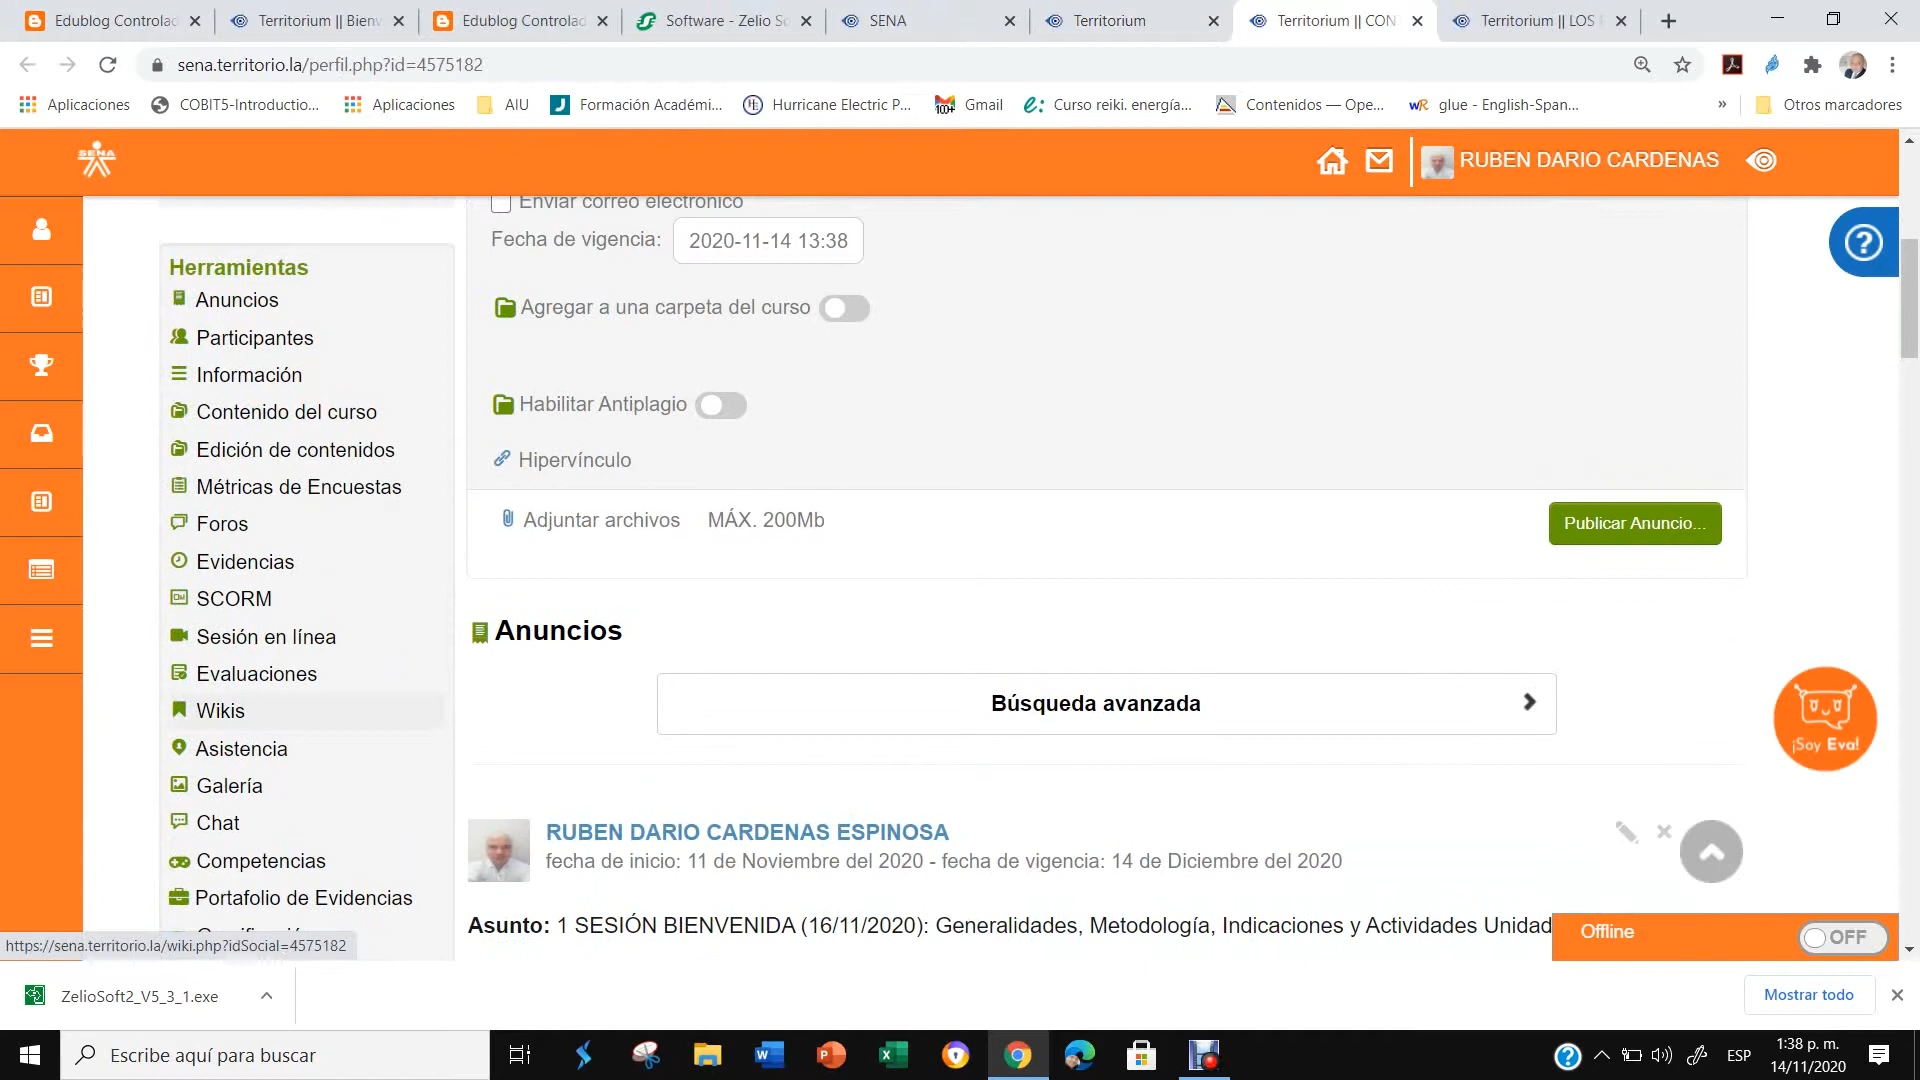 Edublog Controlad
Territorium || Bienv
Edublog Controlad
Software - Zelio So
SENA
Territorium
Territorium || CON
Territorium || LOS
sena.territorio.la/perfil.php?id=4575182
Aplicaciones
COBIT5-Introductio...
Aplicaciones
AIU
Formación Académi...
Hurricane Electric P...
Gmail
Curso reiki. energía...
Contenidos — Ope...
glue - English-Span...
»
Otros marcadores
SENA
RUBEN DARIO CARDENAS
Enviar correo electrónico
Fecha de vigencia: 2020-11-14 13:38
Agregar a una carpeta del curso
Habilitar Antiplagio
Hipervínculo
Adjuntar archivos MÁX. 200Mb
Publicar Anuncio...
Herramientas
Anuncios
Participantes
Información
Contenido del curso
Edición de contenidos
Métricas de Encuestas
Foros
Evidencias
SCORM
Sesión en línea
Evaluaciones
Wikis
Asistencia
Galería
Chat
Competencias
Portafolio de Evidencias
Anuncios
Búsqueda avanzada
¡Soy Eva!
RUBEN DARIO CARDENAS ESPINOSA
fecha de inicio: 11 de Noviembre del 2020 - fecha de vigencia: 14 de Diciembre del 2020
Asunto: 1 SESIÓN BIENVENIDA (16/11/2020): Generalidades, Metodología, Indicaciones y Actividades Unidad
Offline
OFF
https://sena.territorio.la/wiki.php?idSocial=4575182
ZelioSoft2_V5_3_1.exe
Mostrar todo
Escribe aquí para buscar
ESP
1:38 p. m.
14/11/2020